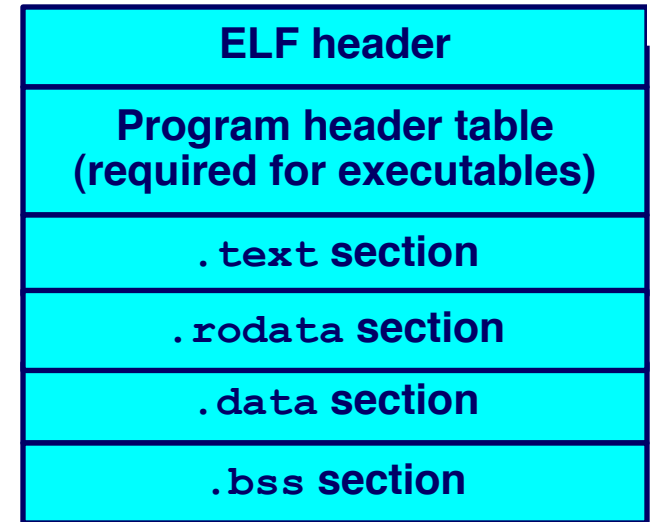 ELF header
Program header table
(required for executables)
.text section
.rodata section
.data section
.bss section